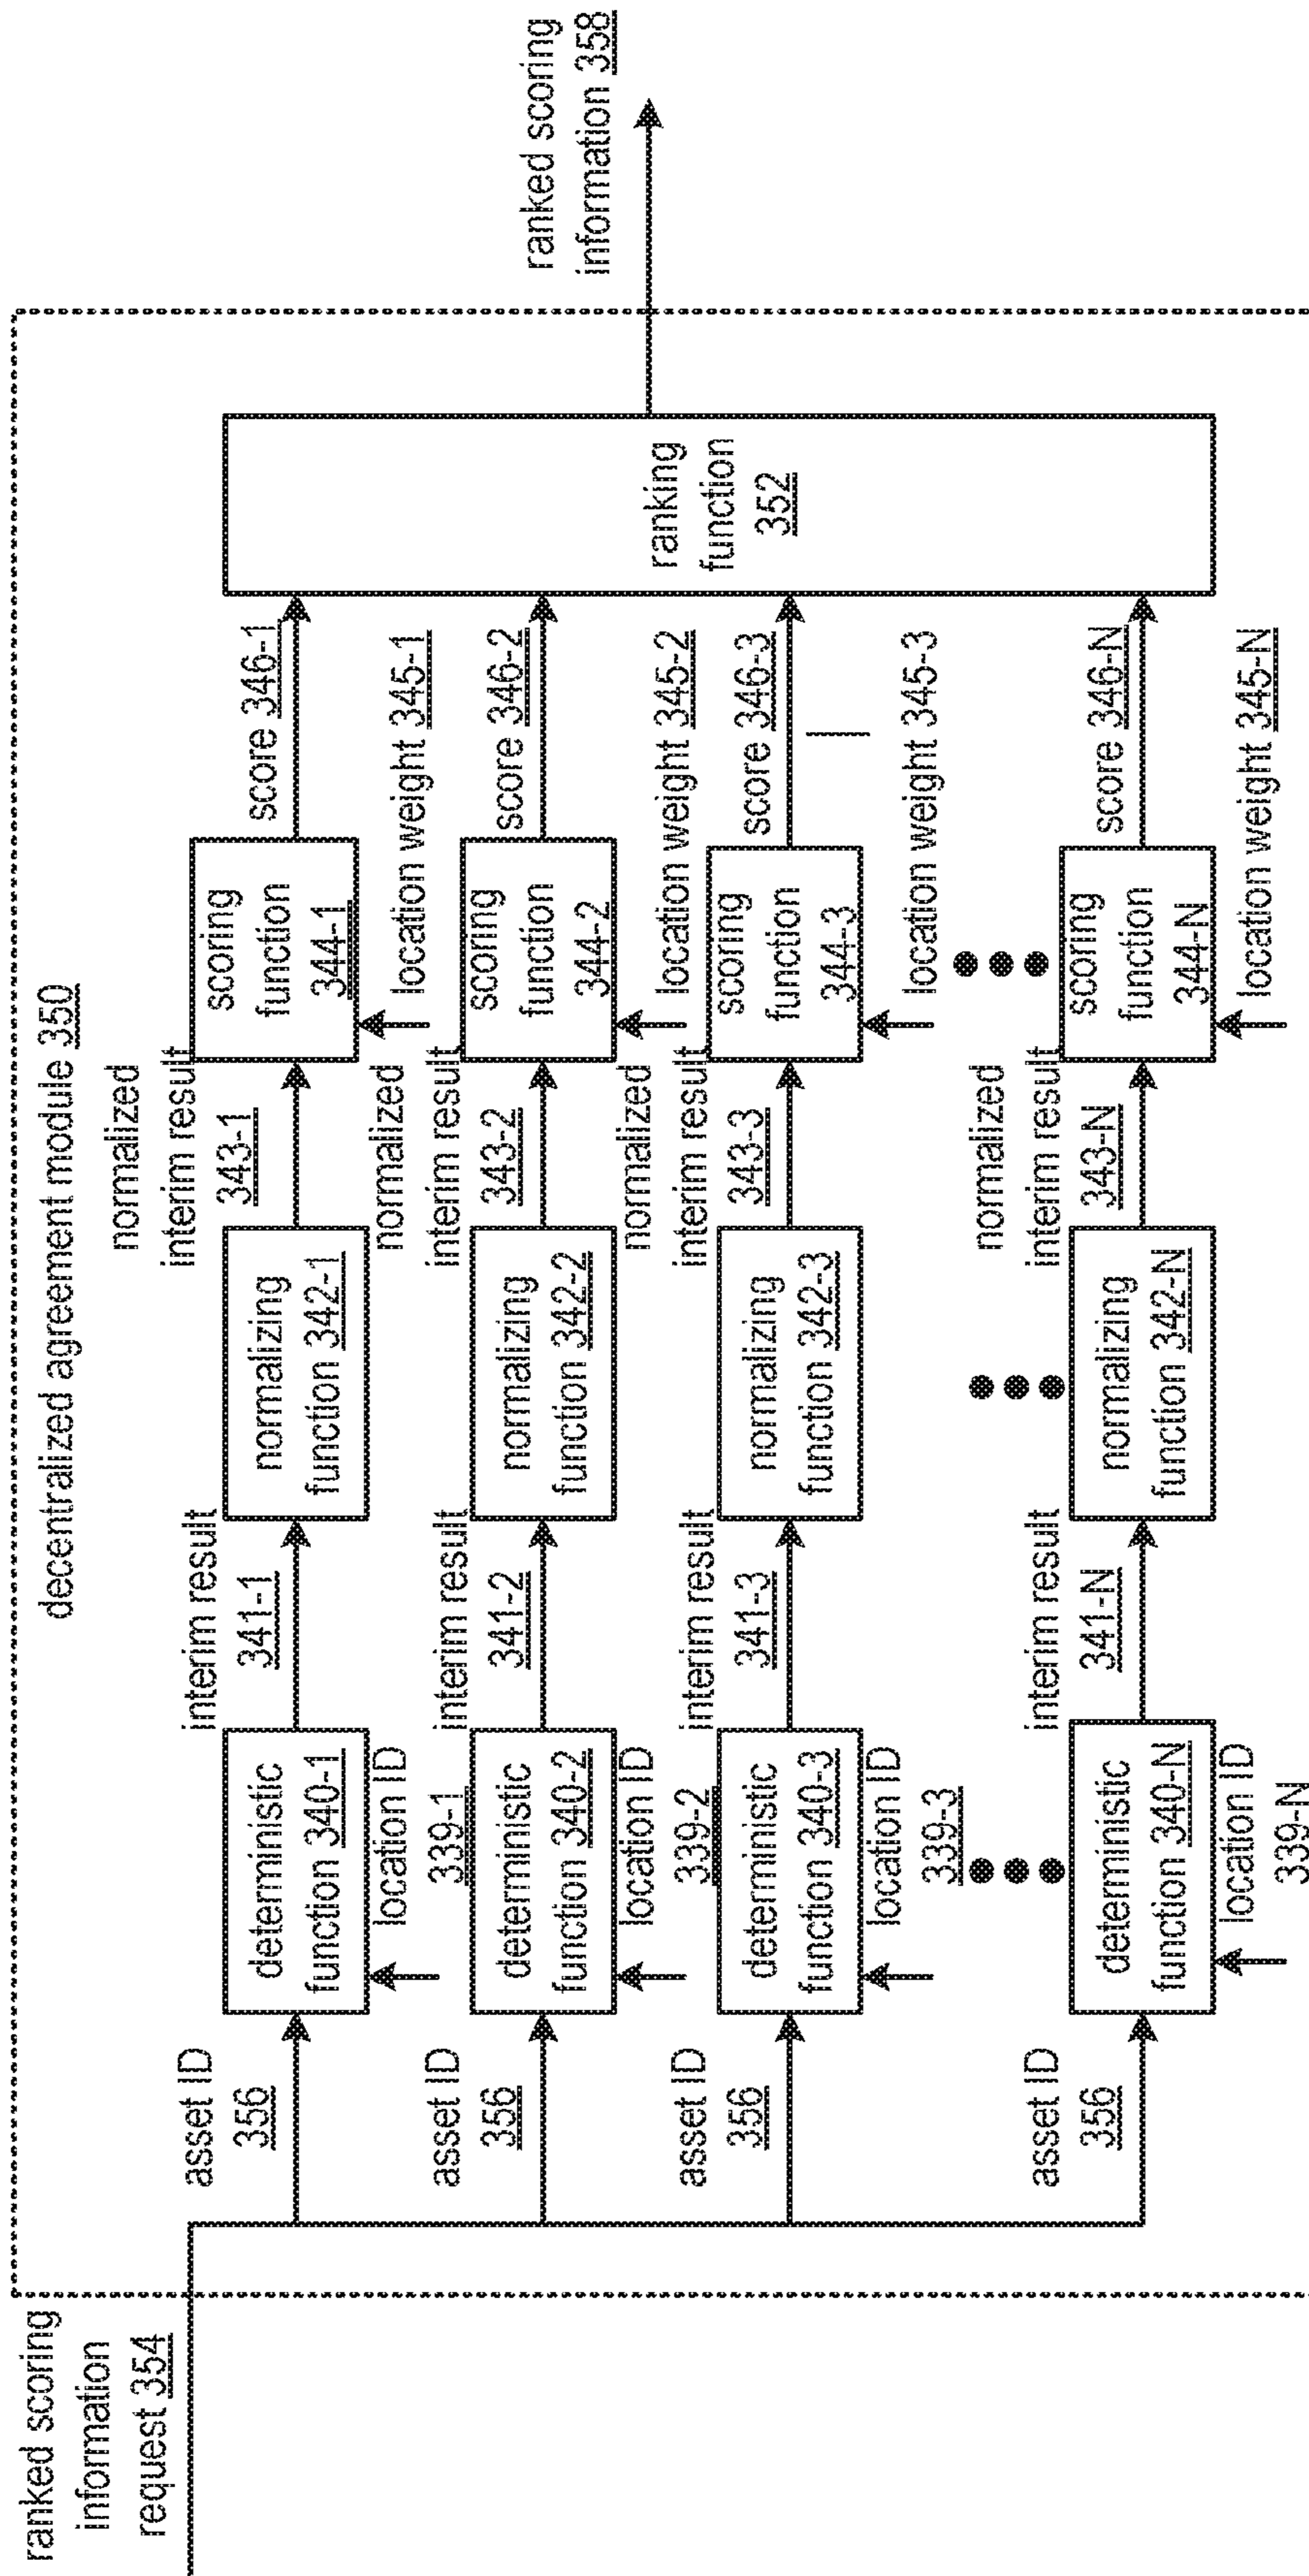 decentralized agreement module 350
ranked scoring
information
request 354
asset ID
356
deterministic
function 340-1
location ID
339-1
interim result
341-1
normalizing
function 342-1
normalized
interim result
343-1
scoring
function
344-1
location weight 345-1
score 346-1
asset ID
356
deterministic
function 340-2
location ID
339-2
interim result
341-2
normalizing
function 342-2
normalized
interim result
343-2
scoring
function
344-2
location weight 345-2
score 346-2
asset ID
356
deterministic
function 340-3
location ID
339-3
interim result
341-3
normalizing
function 342-3
normalized
interim result
343-3
scoring
function
344-3
location weight 345-3
score 346-3
asset ID
356
deterministic
function 340-N
location ID
339-N
interim result
341-N
normalizing
function 342-N
normalized
interim result
343-N
scoring
function
344-N
location weight 345-N
score 346-N
ranking
function
352
ranked scoring
information 358